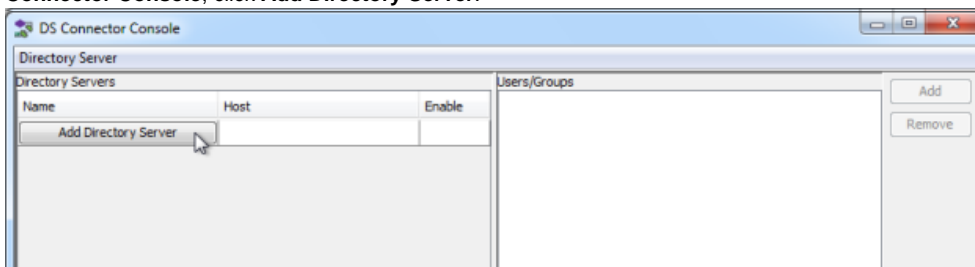 Connector Console, click Add Directory Server.
DS Connector Console
Directory Server
Directory Servers
Users/Groups
Name Host Enable
Add
Add Directory Server
Remove